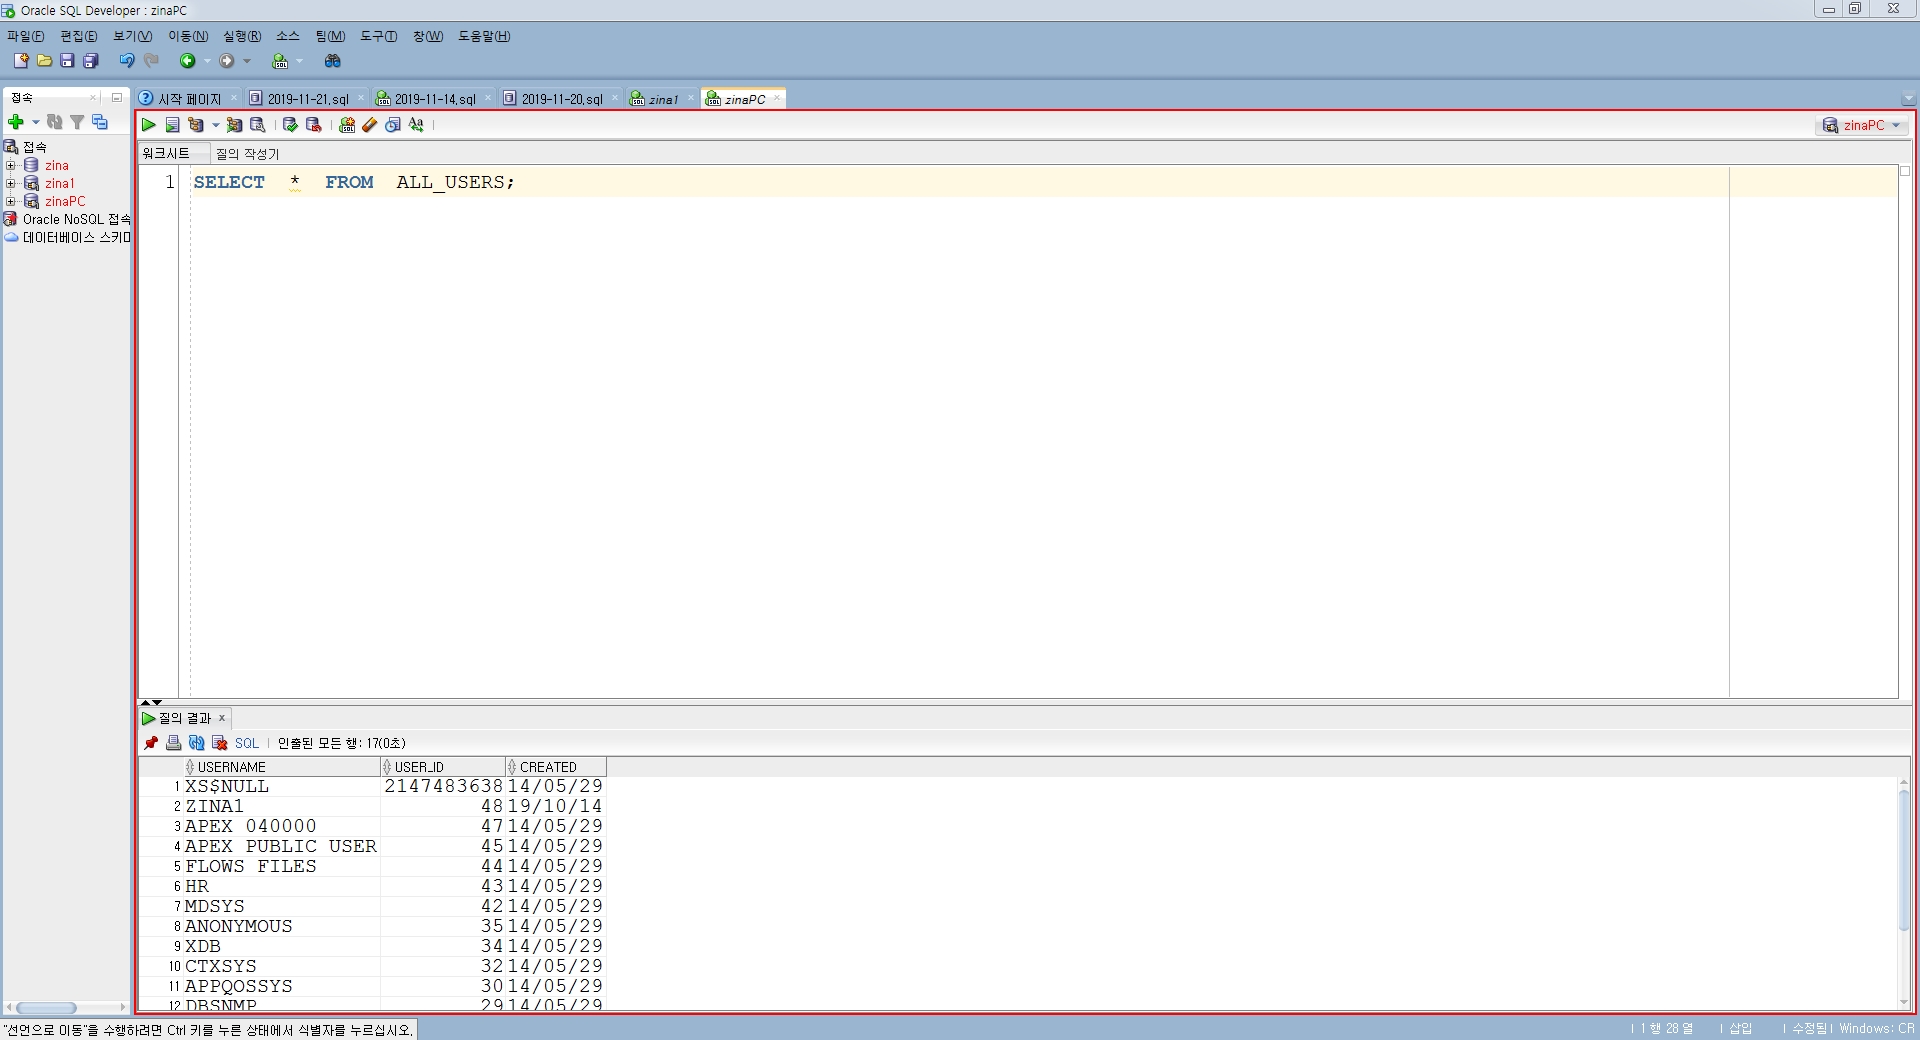 Oracle SQL Developer : zinaPC
파일(F) 편집(E) 보기(V) 이동(N) 실행(R) 소스 팀(M) 도구(T) 창(W) 도움말(H)
접속
시작 페이지 2019-11-21.sql 2019-11-14.sql 2019-11-20.sql zina1 zinaPC
zinaPC
접속
zina
zina1
zinaPC
Oracle NoSQL 접속
데이터베이스 스키마
워크시트 질의 작성기
1 SELECT * FROM ALL_USERS;
질의 결과
SQL 인출된 모든 행: 17(0초)
USERNAME USER_ID CREATED
1 XS$NULL 2147483638 14/05/29
2 ZINA1 48 19/10/14
3 APEX 040000 47 14/05/29
4 APEX PUBLIC USER 45 14/05/29
5 FLOWS FILES 44 14/05/29
6 HR 43 14/05/29
7 MDSYS 42 14/05/29
8 ANONYMOUS 35 14/05/29
9 XDB 34 14/05/29
10 CTXSYS 32 14/05/29
11 APPQOSSYS 30 14/05/29
12 DBSNMP 29 14/05/29
"선언으로 이동"을 수행하려면 Ctrl 키를 누른 상태에서 식별자를 누르십시오.
1 행 28 열 삽입 수정됨 Windows: CR